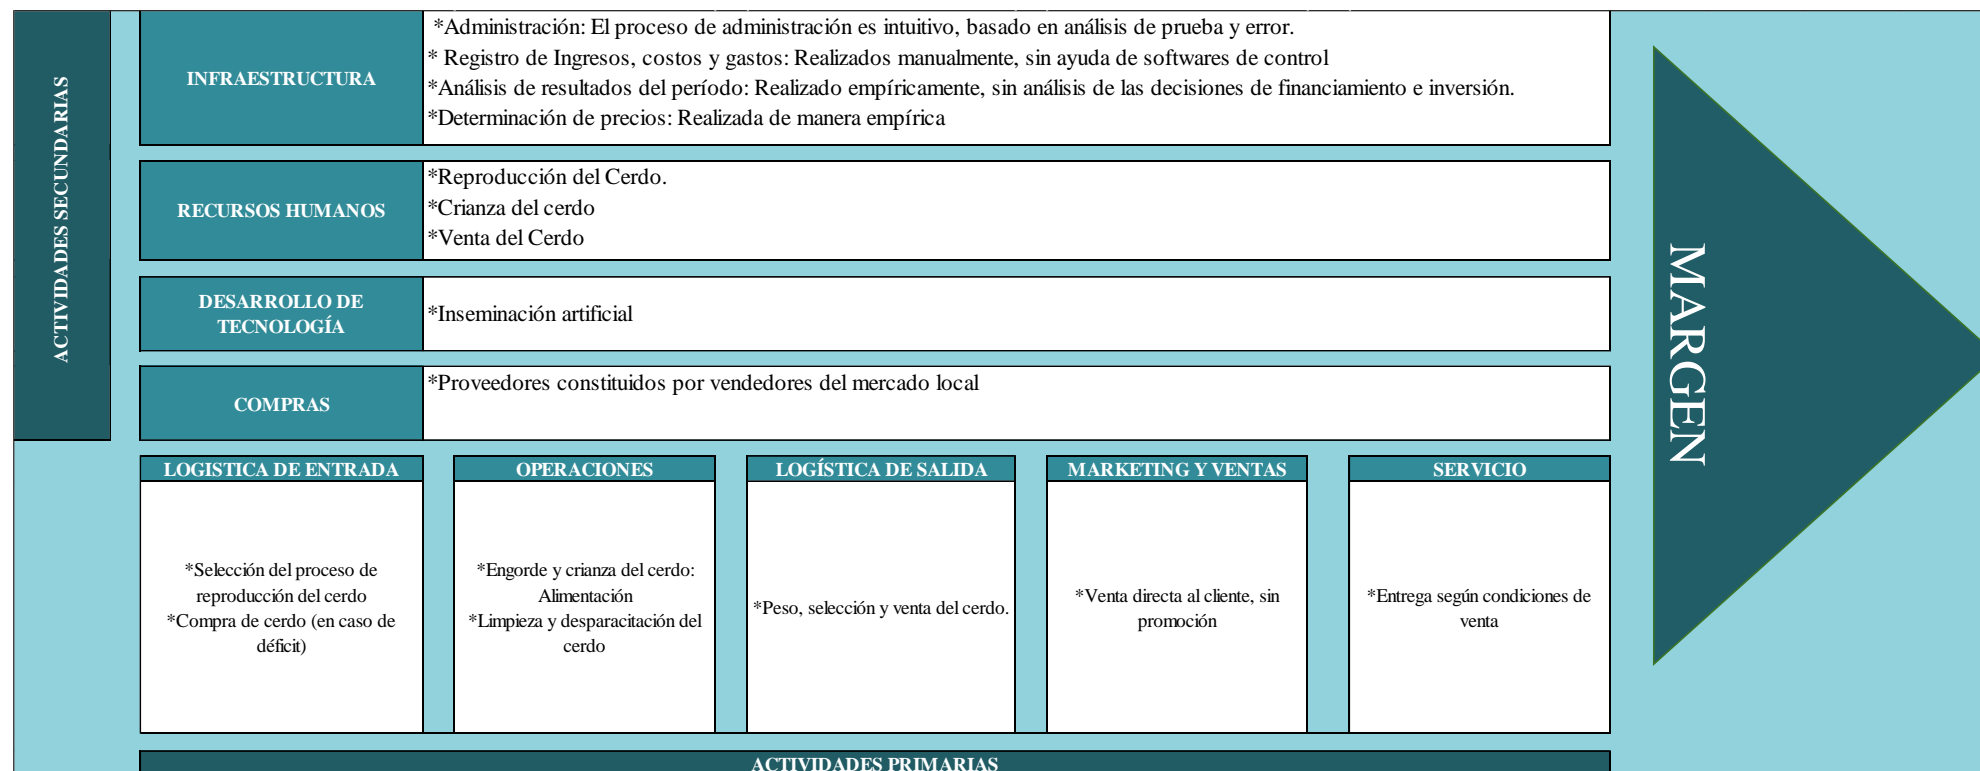 ACTIVIDADES SECUNDARIAS
INFRAESTRUCTURA
*Administración: El proceso de administración es intuitivo, basado en análisis de prueba y error.
* Registro de Ingresos, costos y gastos: Realizados manualmente, sin ayuda de softwares de control
*Análisis de resultados del período: Realizado empíricamente, sin análisis de las decisiones de financiamiento e inversión.
*Determinación de precios: Realizada de manera empírica
RECURSOS HUMANOS
*Reproducción del Cerdo.
*Crianza del cerdo
*Venta del Cerdo
DESARROLLO DE
TECNOLOGÍA
*Inseminación artificial
COMPRAS
*Proveedores constituidos por vendedores del mercado local
LOGISTICA DE ENTRADA
*Selección del proceso de
reproducción del cerdo
*Compra de cerdo (en caso de
déficit)
OPERACIONES
*Engorde y crianza del cerdo:
Alimentación
*Limpieza y desparacitación del
cerdo
LOGÍSTICA DE SALIDA
*Peso, selección y venta del cerdo.
MARKETING Y VENTAS
*Venta directa al cliente, sin
promoción
SERVICIO
*Entrega según condiciones de
venta
ACTIVIDADES PRIMARIAS
MARGEN